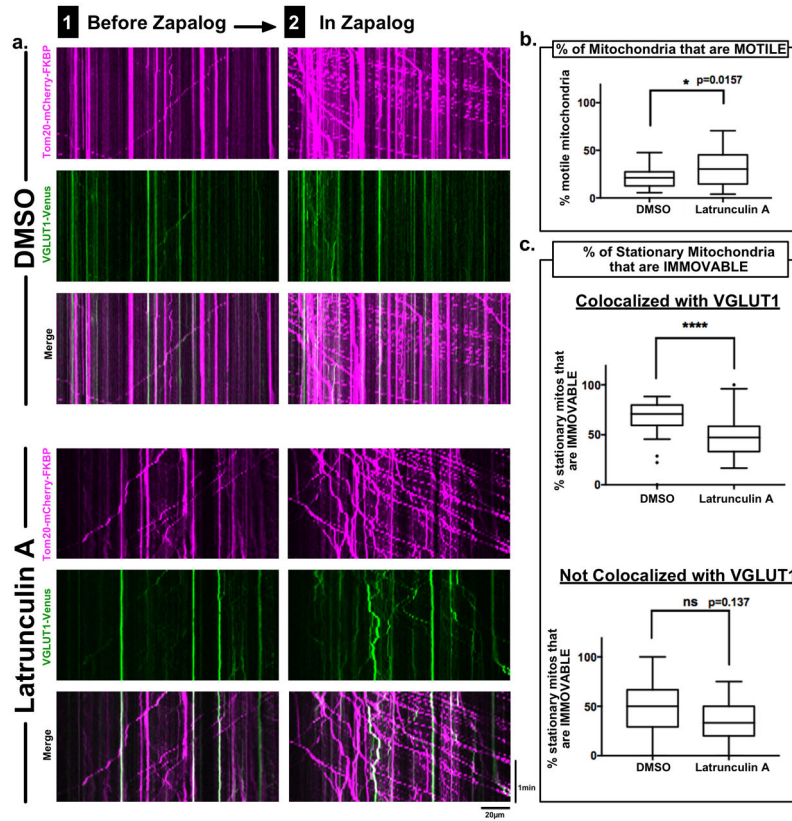 a.
1 Before Zapalog
2 In Zapalog
DMSO
Tom20-mCherry-FKBP
VGLUT1-Venus
Merge
Latrunculin A
Tom20-mCherry-FKBP
VGLUT1-Venus
Merge
1min
20µm
b.
% of Mitochondria that are MOTILE
* p=0.0157
% motile mitochondria
100
50
0
DMSO
Latrunculin A
c.
% of Stationary Mitochondria
that are IMMOVABLE
Colocalized with VGLUT1
****
% stationary mitos that
are IMMOVABLE
100
50
0
DMSO
Latrunculin A
Not Colocalized with VGLUT1
ns p=0.137
% stationary mitos that
are IMMOVABLE
100
50
0
DMSO
Latrunculin A